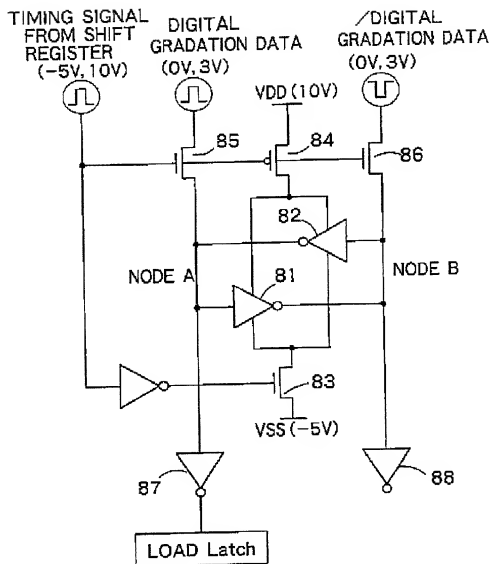 TIMING SIGNAL
FROM SHIFT
REGISTER
(-5V, 10V)
DIGITAL
GRADATION DATA
(0V, 3V)
/DIGITAL
GRADATION DATA
(0V, 3V)
VDD (10V)
85
84
86
82
NODE A
81
NODE B
83
VSS (-5V)
87
88
LOAD Latch